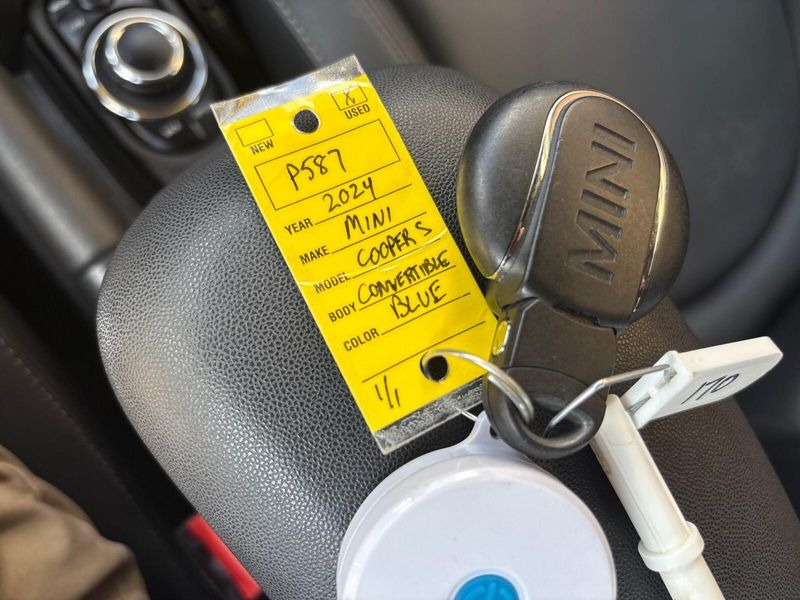 NEW
X
USED
P587
YEAR 2024
MAKE MINI
MODEL COOPER S
BODY CONVERTIBLE
COLOR BLUE
1/1
MINI
170